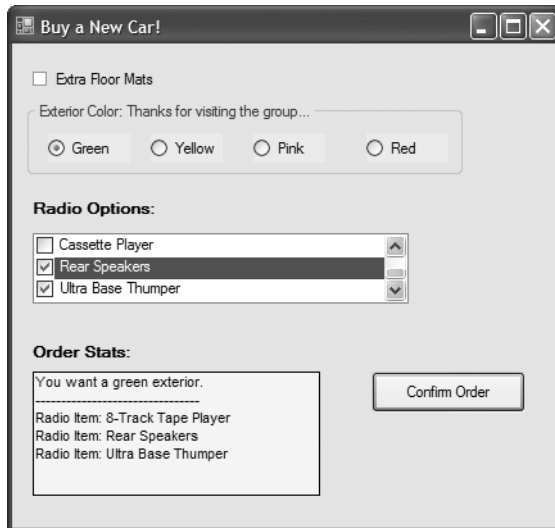 Buy a New Car!
Extra Floor Mats
Exterior Color: Thanks for visiting the group...
Green Yellow Pink Red
Radio Options:
Cassette Player
Rear Speakers
Ultra Base Thumper
Order Stats:
You want a green exterior.
--------------------------------
Radio Item: 8-Track Tape Player
Radio Item: Rear Speakers
Radio Item: Ultra Base Thumper
Confirm Order